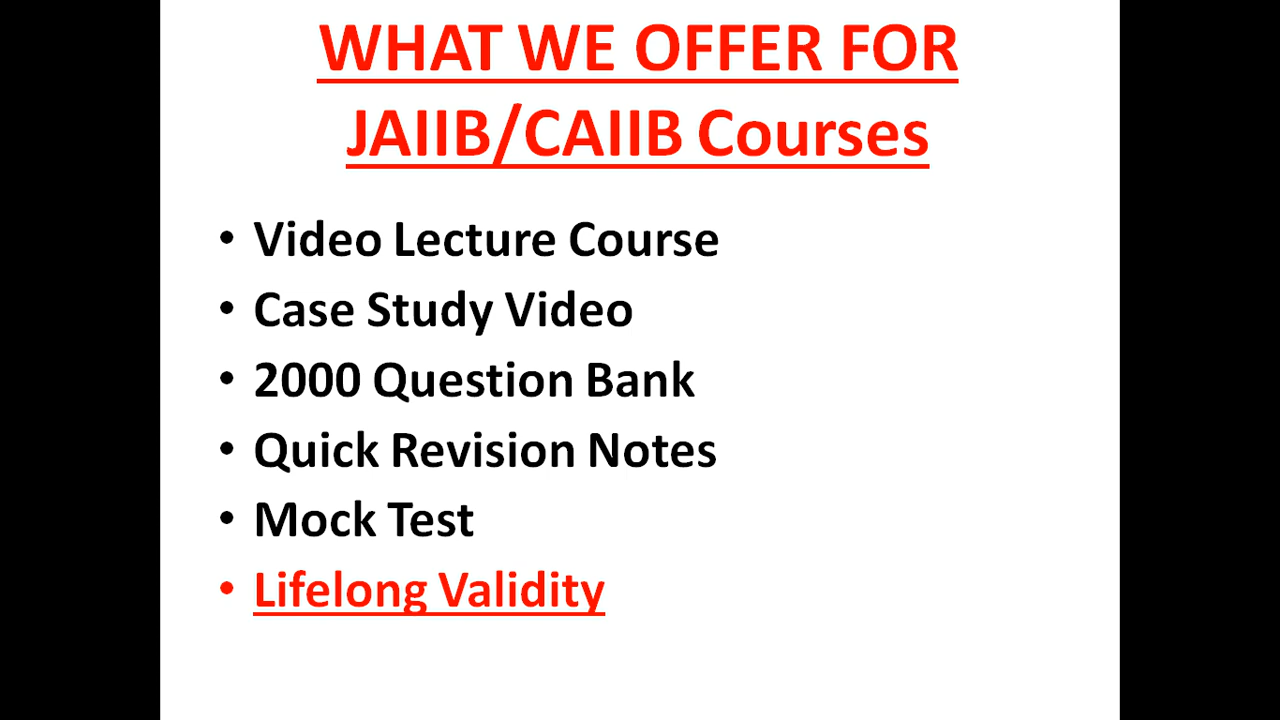 WHAT WE OFFER FOR
JAIIB/CAIIB Courses
• Video Lecture Course
• Case Study Video
• 2000 Question Bank
• Quick Revision Notes
• Mock Test
• Lifelong Validity